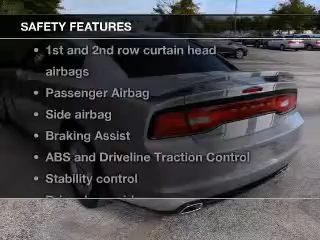 SAFETY FEATURES
• 1st and 2nd row curtain head
airbags
• Passenger Airbag
• Side airbag
• Braking Assist
• ABS and Driveline Traction Control
• Stability control